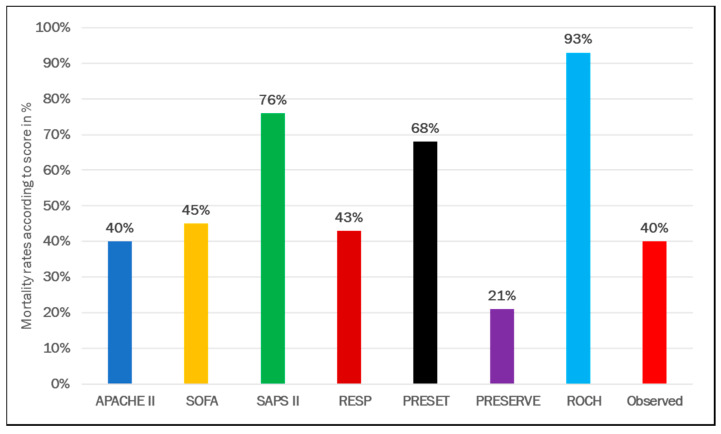 Mortality rates according to score in %
100%
90%
80%
70%
60%
50%
40%
30%
20%
10%
0%
40%
45%
76%
43%
68%
21%
93%
40%
APACHE II
SOFA
SAPS II
RESP
PRESET
PRESERVE
ROCH
Observed